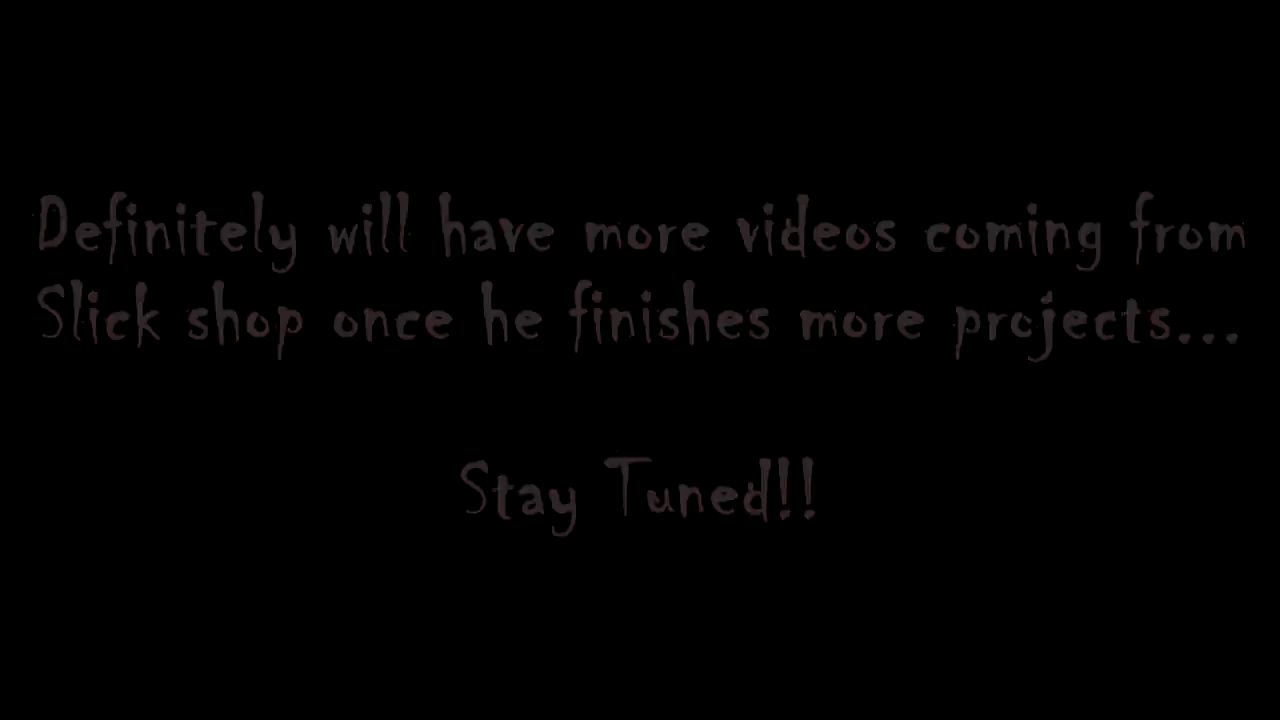 Definitely will have more videos coming from
Slick shop once he finishes more projects...
Stay Tuned!!